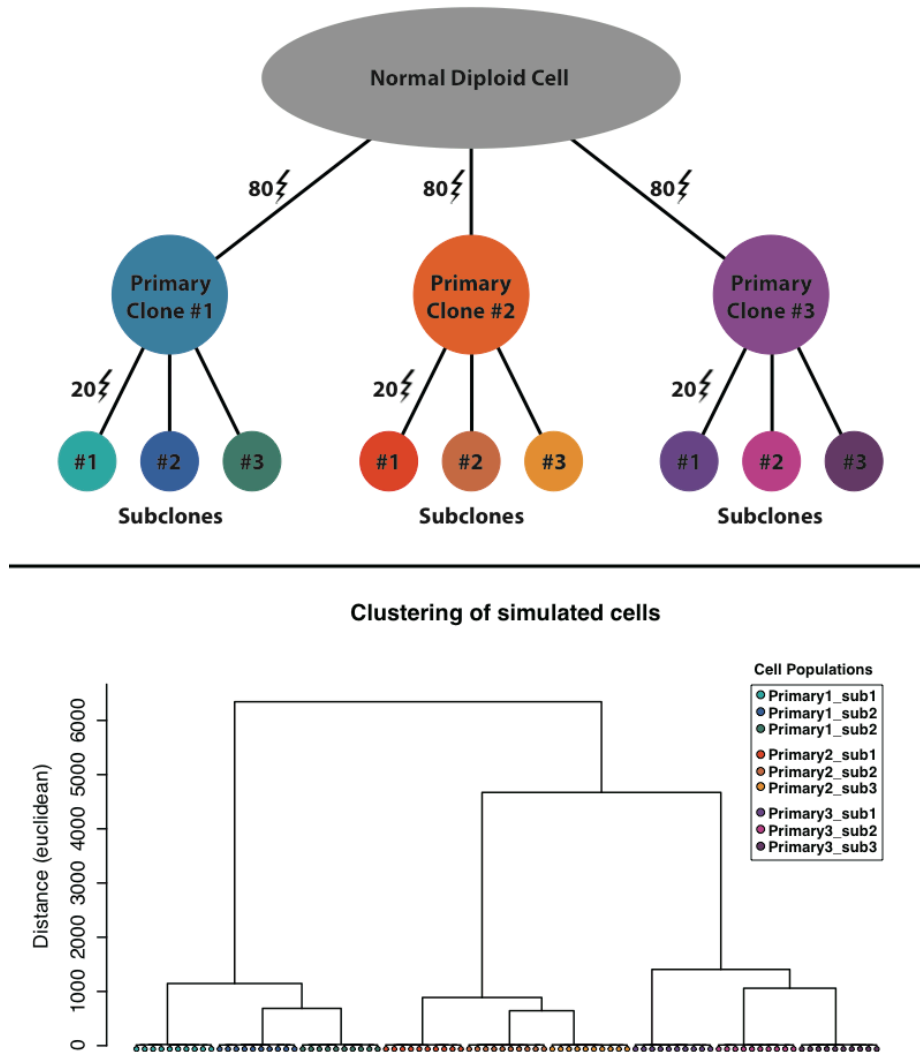 Normal Diploid Cell
80 80 80
Primary Clone #1
Primary Clone #2
Primary Clone #3
20 20 20
#1 #2 #3 #1 #2 #3 #1 #2 #3
Subclones Subclones Subclones
Clustering of simulated cells
Cell Populations
Primary1_sub1
Primary1_sub2
Primary1_sub2
Primary2_sub1
Primary2_sub2
Primary2_sub3
Primary3_sub1
Primary3_sub2
Primary3_sub3
Distance (euclidean)
6000
5000
4000
3000
2000
1000
0